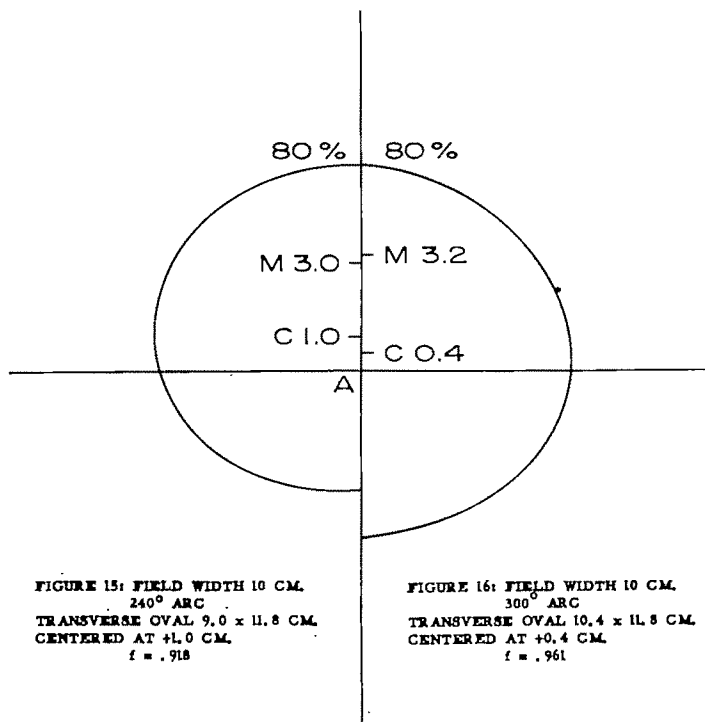 80%
80%
M 3.0
M 3.2
C 1.0
C 0.4
A
FIGURE 15: FIELD WIDTH 10 CM.
240° ARC
TRANSVERSE OVAL 9.0 x 11.8 CM.
CENTERED AT +1.0 CM.
f = .918
FIGURE 16: FIELD WIDTH 10 CM.
300° ARC
TRANSVERSE OVAL 10.4 x 11.8 CM.
CENTERED AT +0.4 CM.
f = .961